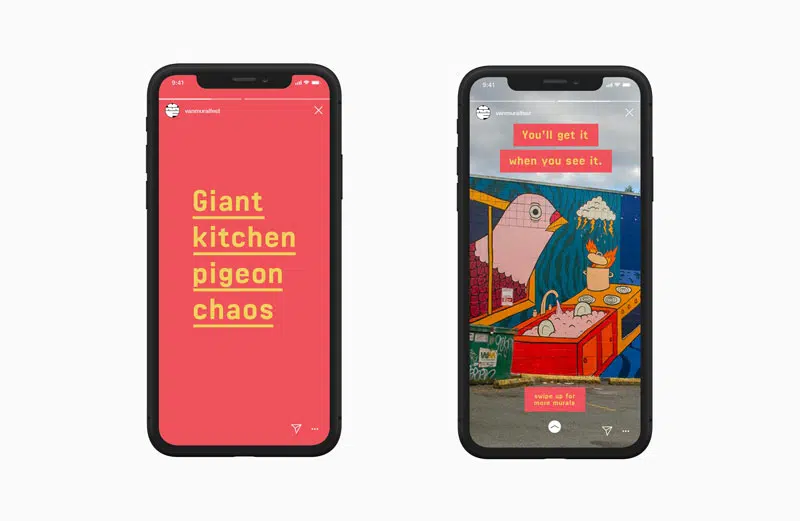 9:41
vanmuralfest
Giant
kitchen
pigeon
chaos
9:41
vanmuralfest
You'll get it
when you see it.
WM
swipe up for
more murals